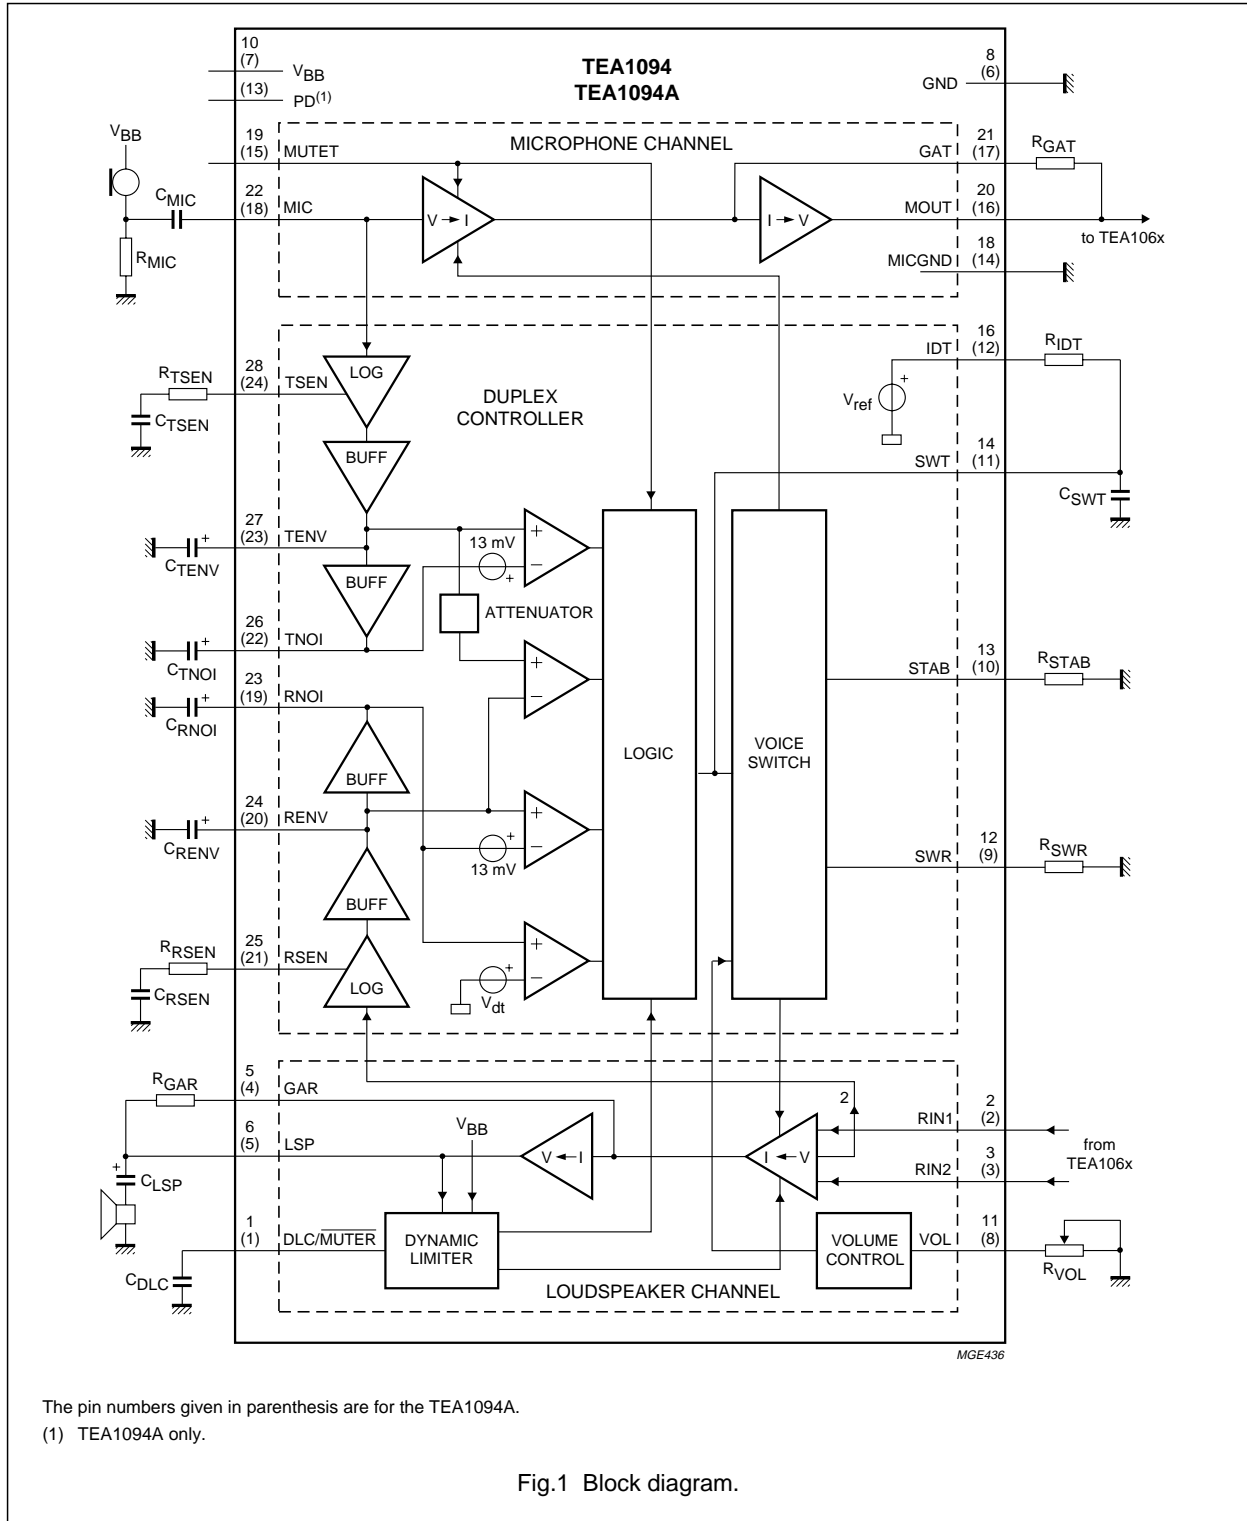 10
(7)
VBB
(13)
PD(1)
TEA1094
TEA1094A
8
(6)
GND
VBB
19
(15)
MUTET
MICROPHONE CHANNEL
21
(17)
GAT
RGAT
CMIC
22
(18)
MIC
V → I
I → V
20
(16)
MOUT
to TEA106x
RMIC
18
(14)
MICGND
16
(12)
IDT
RIDT
RTSEN
28
(24)
TSEN
LOG
DUPLEX
CONTROLLER
Vref
+
CTSEN
BUFF
14
(11)
SWT
CSWT
27
(23)
TENV
+
CTENV
BUFF
13 mV
+
+
−
ATTENUATOR
26
(22)
TNOI
+
CTNOI
+
−
13
(10)
STAB
RSTAB
23
(19)
RNOI
+
CRNOI
BUFF
LOGIC
VOICE
SWITCH
24
(20)
RENV
+
CRENV
+
−
+
13 mV
12
(9)
SWR
RSWR
BUFF
25
(21)
RSEN
RRSEN
CRSEN
LOG
+
−
+
Vdt
5
(4)
GAR
RGAR
2
2
(2)
RIN1
6
(5)
LSP
VBB
V ← I
I ← V
from
TEA106x
3
(3)
RIN2
+
CLSP
1
(1)
DLC/MUTER
DYNAMIC
LIMITER
VOLUME
CONTROL
VOL
11
(8)
RVOL
CDLC
LOUDSPEAKER CHANNEL
MGE436
The pin numbers given in parenthesis are for the TEA1094A.
(1) TEA1094A only.
Fig.1 Block diagram.